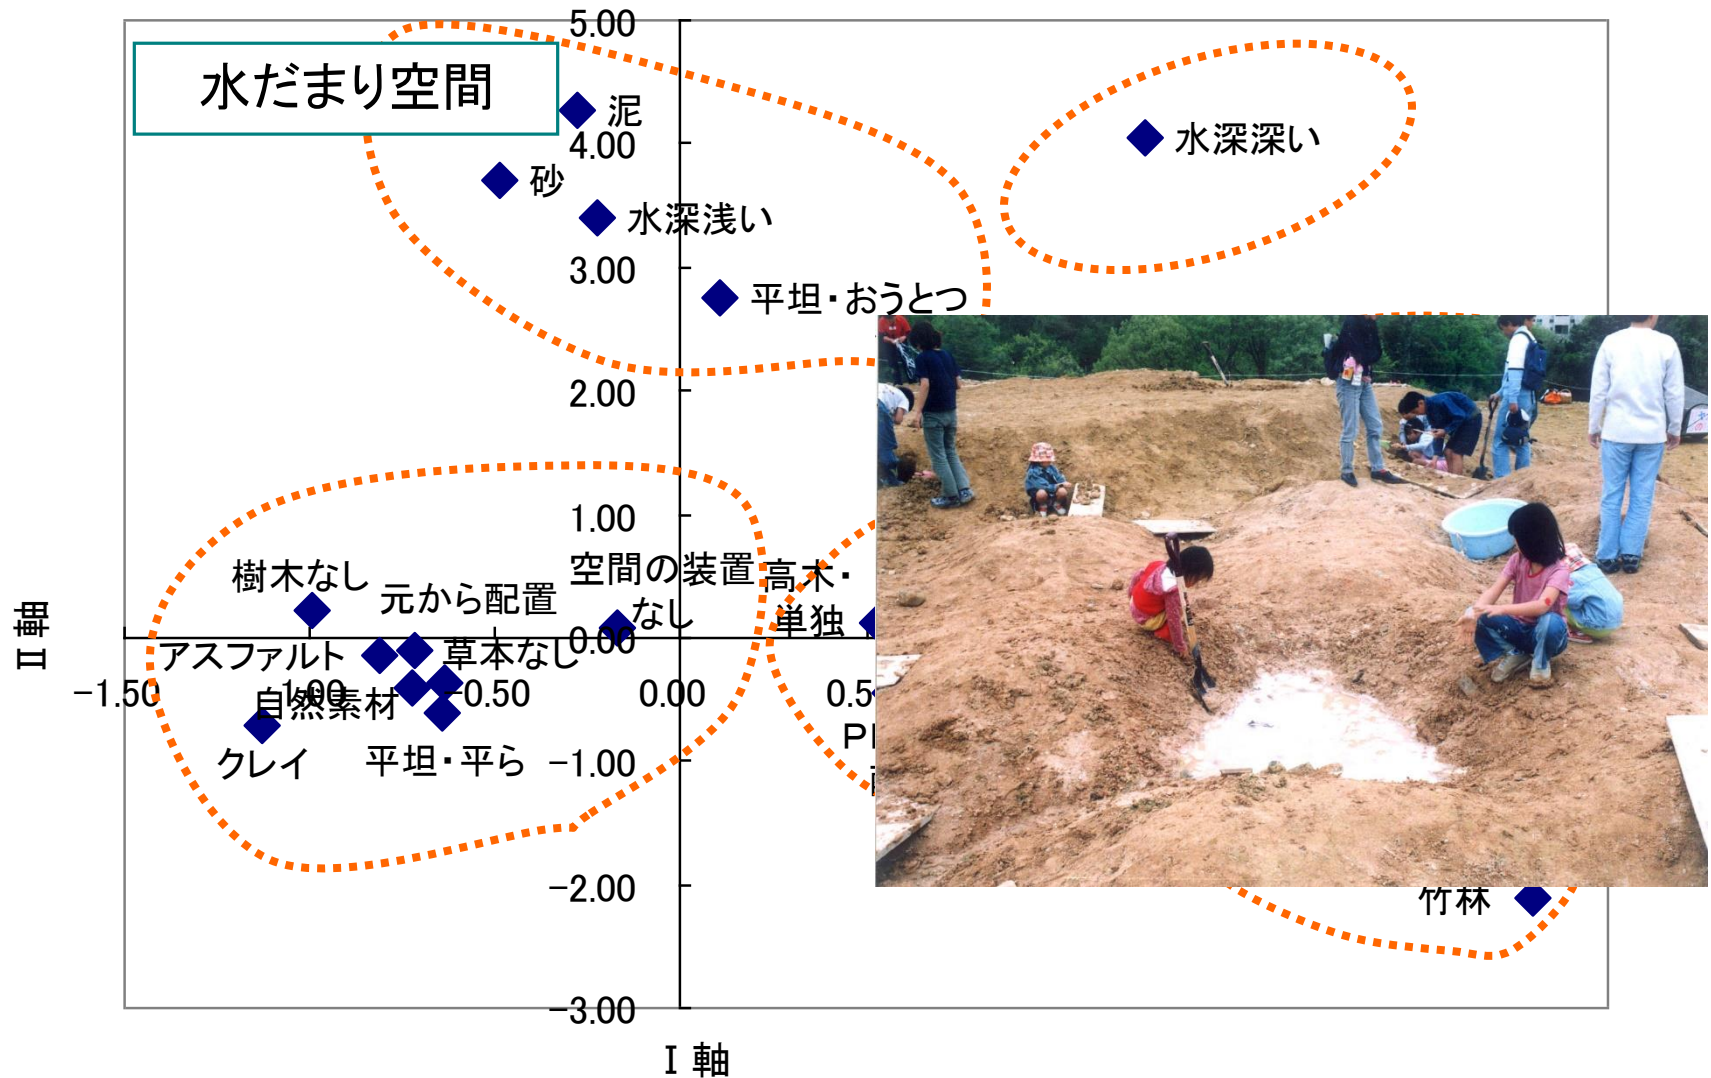 5.00
水だまり空間
泥
4.00
水深深い
砂
水深浅い
3.00
平坦・おうとつ
2.00
1.00
空間の装置
なし
高木・
単独
樹木なし
元から配置
0.00
アスファルト
草本なし
-1.50
-1.00
-0.50
0.00
自然素材
クレイ
平坦・平ら
-1.00
-2.00
竹林
-3.00
Ⅱ 軸
Ⅰ 軸